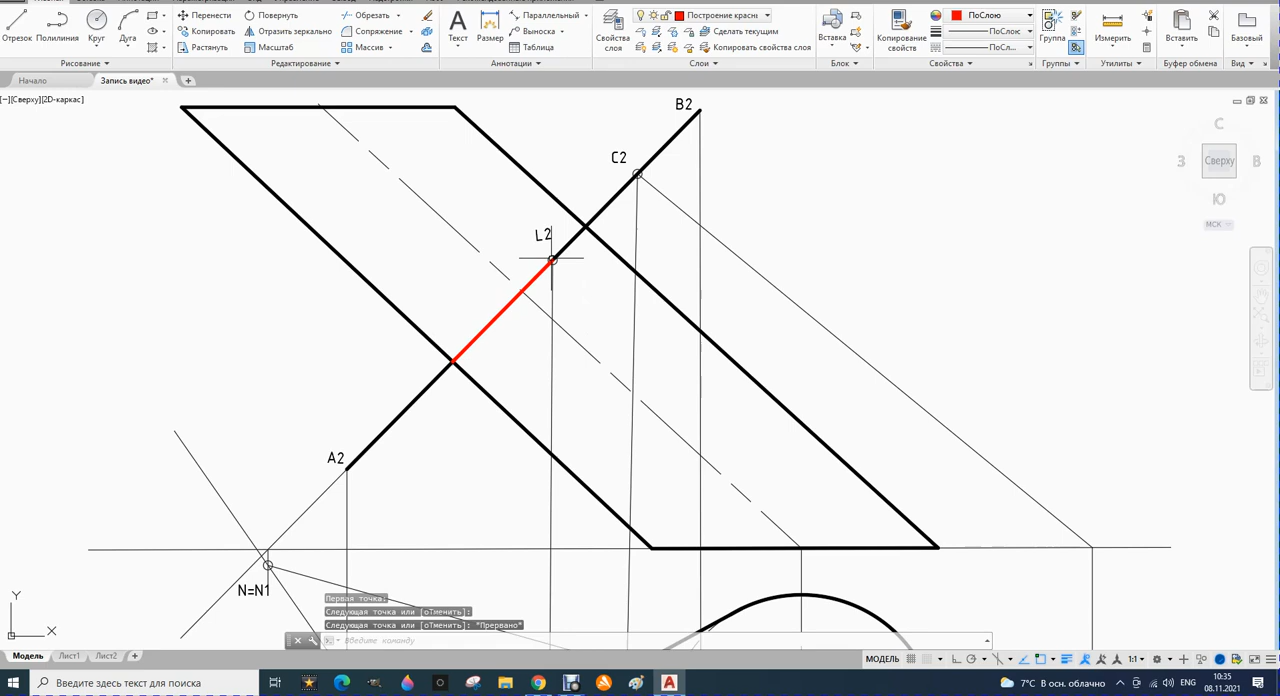 Перенести
Поворот
Обрезать
Параллельный
Построение красн
ПоСлою
Отрезок
Полилиния
Круг
Дуга
Копировать
Отразить зеркально
Сопряжение
Текст
Размер
Выноска
Свойства
слоя
Сделать текущим
Вставка
Копирование
свойств
ПоСлою
Группа
Измерить
Вставить
Базовый
Растянуть
Масштаб
Массив
Таблица
Копировать свойства слоя
ПоСл...
Рисование
Редактирование
Аннотации
Слои
Блок
Свойства
Группы
Утилиты
Буфер обмена
Вид
Начало
Запись видео*
[−][Сверху][2D-каркас]
B2
C2
L2
A2
N=N1
С
З
Сверху
В
Ю
МСК
Y
X
Первая точка:
Следующая точка или [оТменить]:
Следующая точка или [оТменить]: *Прервано*
Введите команду
Модель
Лист1
Лист2
МОДЕЛЬ
1:1
Введите здесь текст для поиска
7°C В осн. облачно
ENG
10:35
08.11.2021